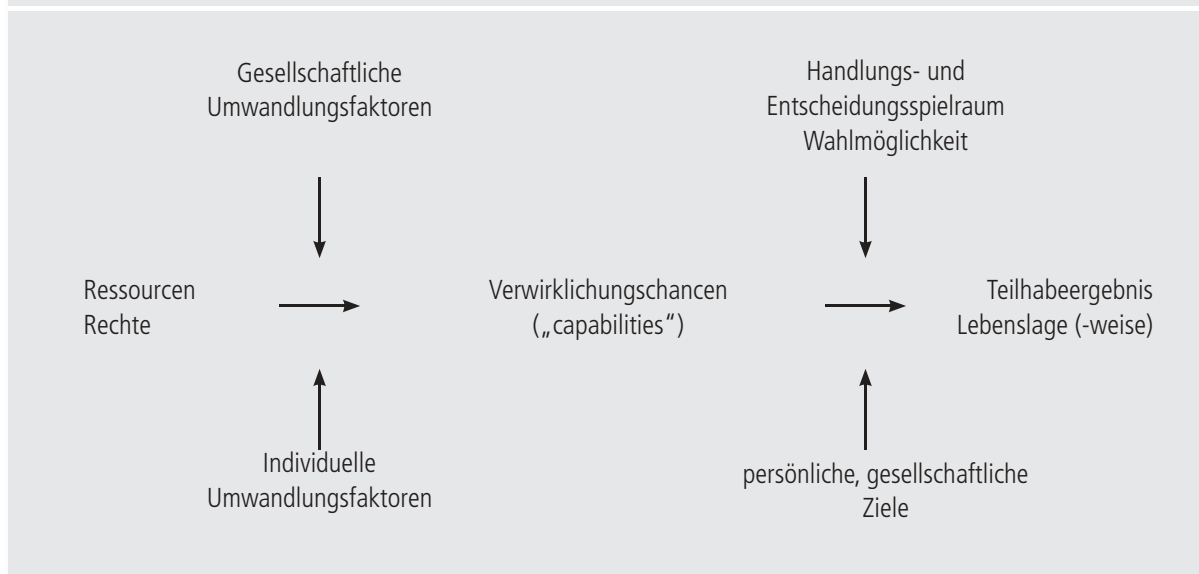 Gesellschaftliche
Umwandlungsfaktoren
Handlungs- und
Entscheidungsspielraum
Wahlmöglichkeit
Ressourcen
Rechte
Verwirklichungschancen
(„capabilities“)
Teilhabeergebnis
Lebenslage (-weise)
Individuelle
Umwandlungsfaktoren
persönliche, gesellschaftliche
Ziele